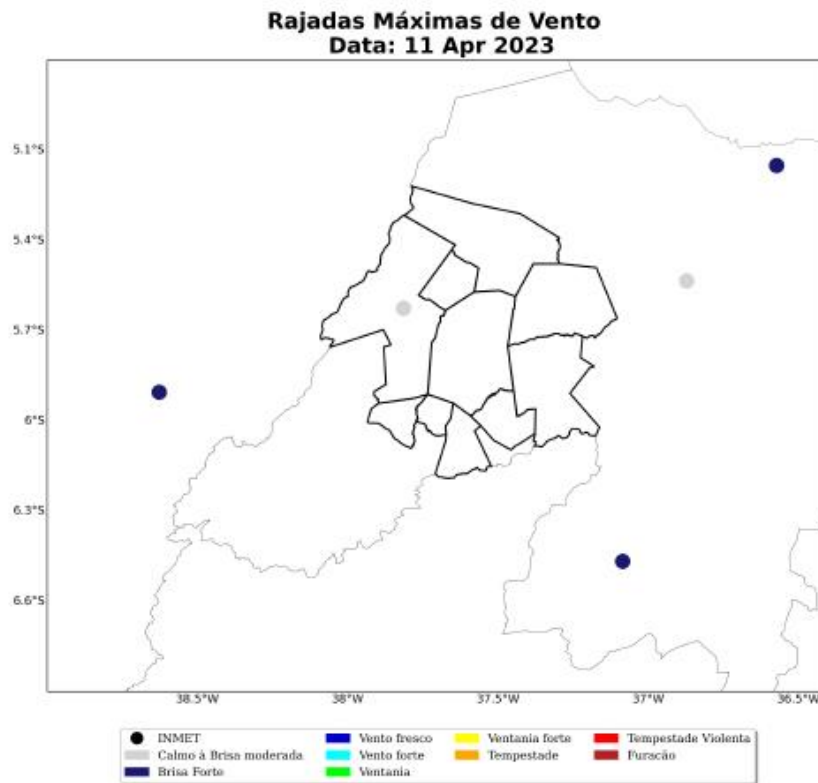 Rajadas Máximas de Vento
Data: 11 Apr 2023
5.1°S
5.4°S
5.7°S
6°S
6.3°S
6.6°S
38.5°W 38°W 37.5°W 37°W 36.5°W
INMET Vento fresco Ventania forte Tempestade Violenta
Calmo à Brisa moderada Vento forte Tempestade Furacão
Brisa Forte Ventania